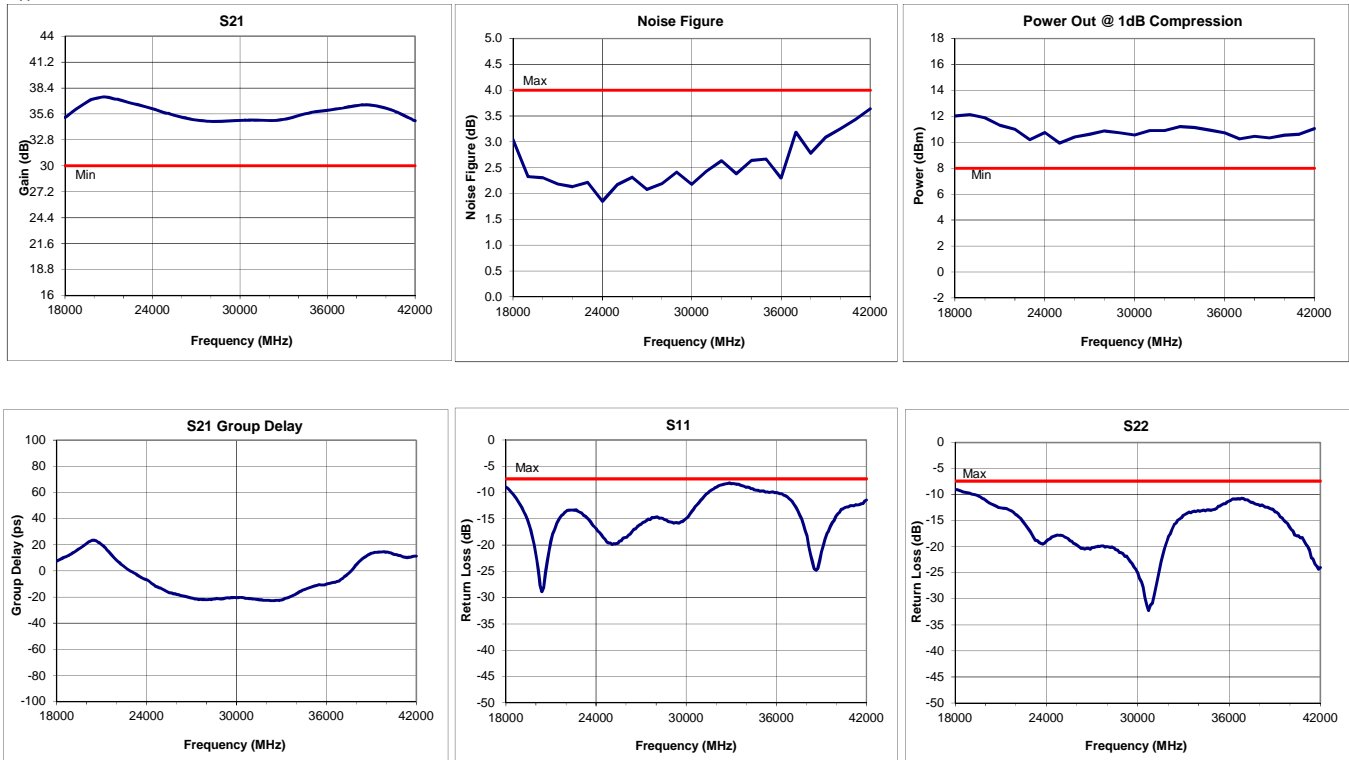 S21
44
41.2
38.4
35.6
32.8
30
27.2
24.4
21.6
18.8
16
Gain (dB)
Min
18000 24000 30000 36000 42000
Frequency (MHz)
Noise Figure
5.0
4.5
4.0
3.5
3.0
2.5
2.0
1.5
1.0
0.5
0.0
Noise Figure (dB)
Max
18000 24000 30000 36000 42000
Frequency (MHz)
Power Out @ 1dB Compression
18
16
14
12
10
8
6
4
2
0
-2
Power (dBm)
Min
18000 24000 30000 36000 42000
Frequency (MHz)
S21 Group Delay
100
80
60
40
20
0
-20
-40
-60
-80
-100
Group Delay (ps)
18000 24000 30000 36000 42000
Frequency (MHz)
S11
0
-5
-10
-15
-20
-25
-30
-35
-40
-45
-50
Return Loss (dB)
Max
18000 24000 30000 36000 42000
Frequency (MHz)
S22
0
-5
-10
-15
-20
-25
-30
-35
-40
-45
-50
Return Loss (dB)
Max
18000 24000 30000 36000 42000
Frequency (MHz)